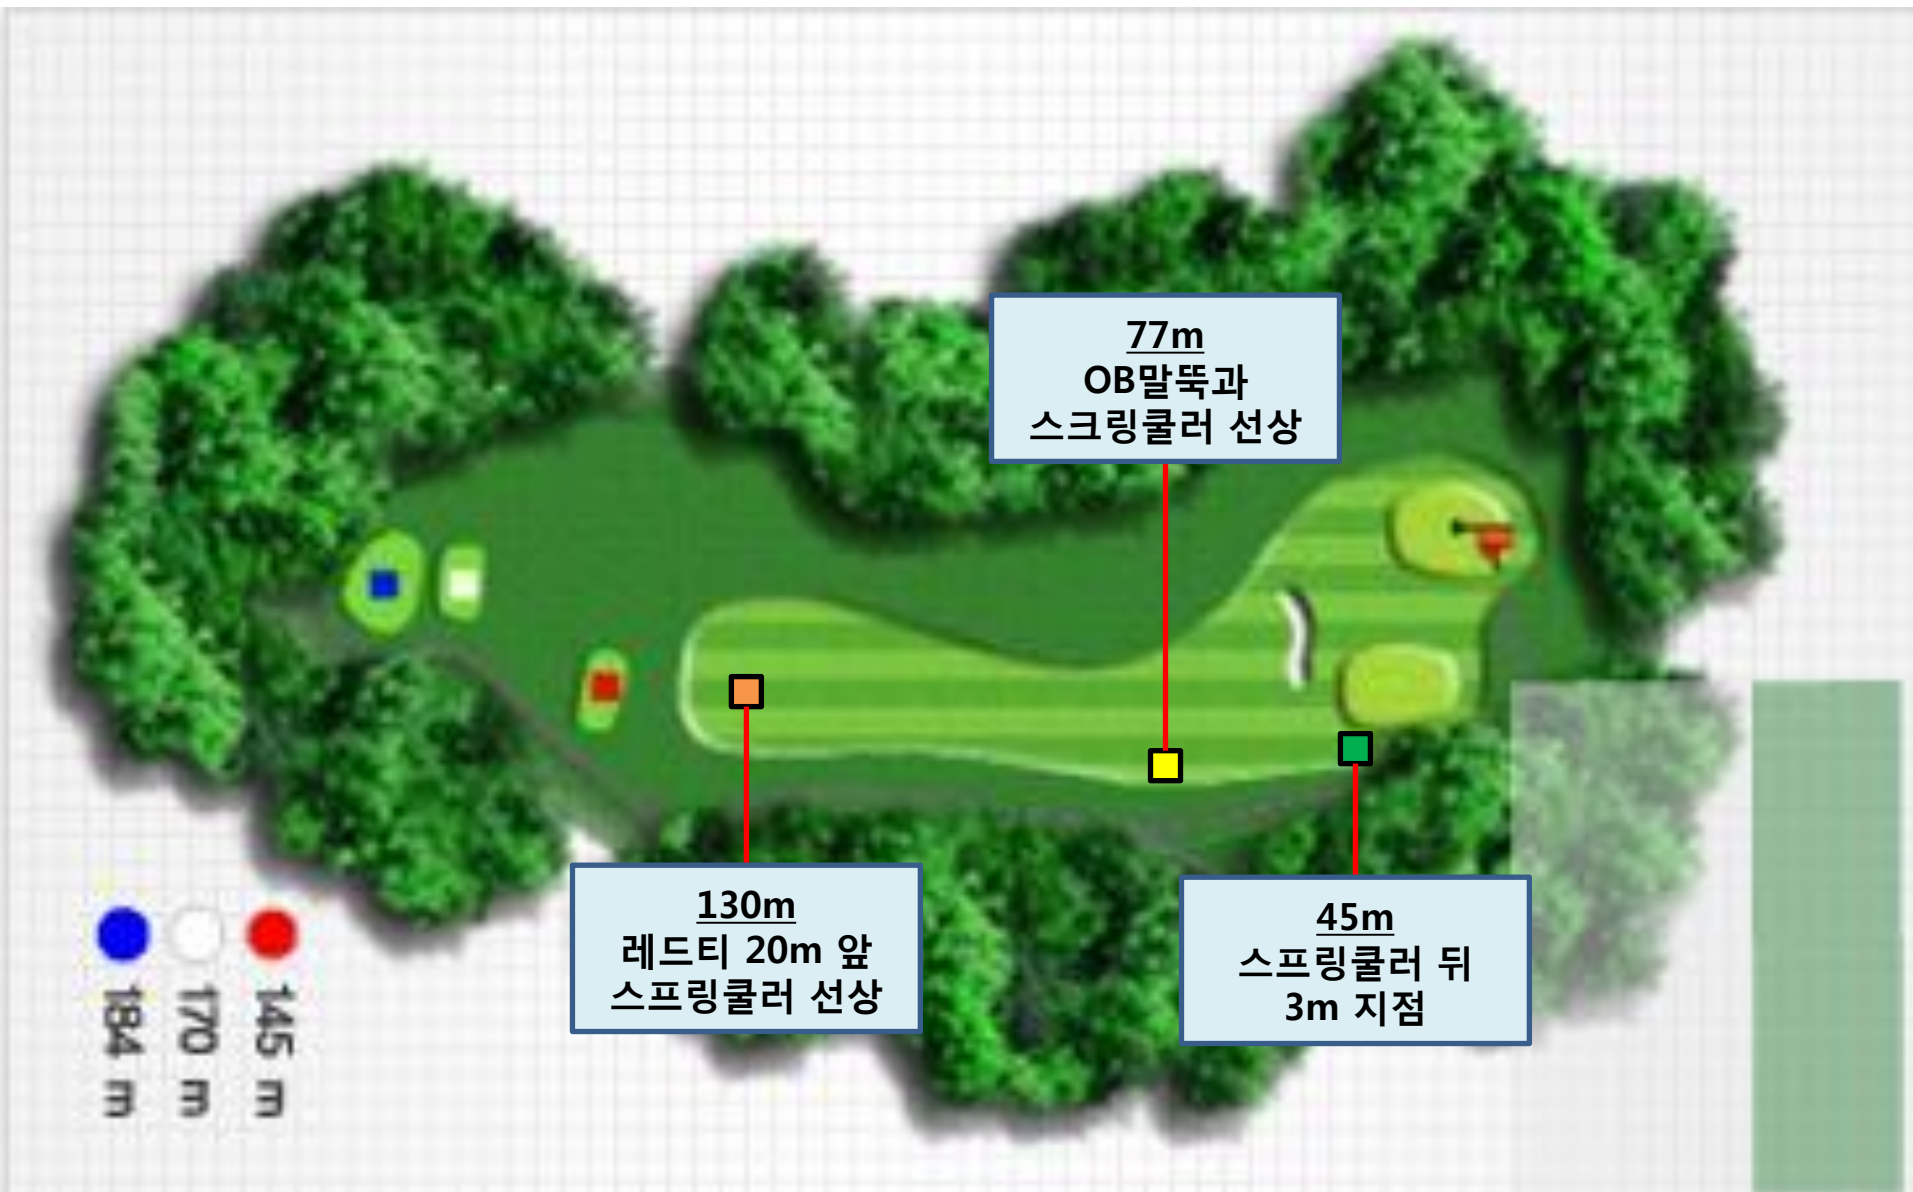 77m
OB말뚝과
스크링쿨러 선상
130m
레드티 20m 앞
스프링쿨러 선상
45m
스프링쿨러 뒤
3m 지점
145 m
170 m
184 m